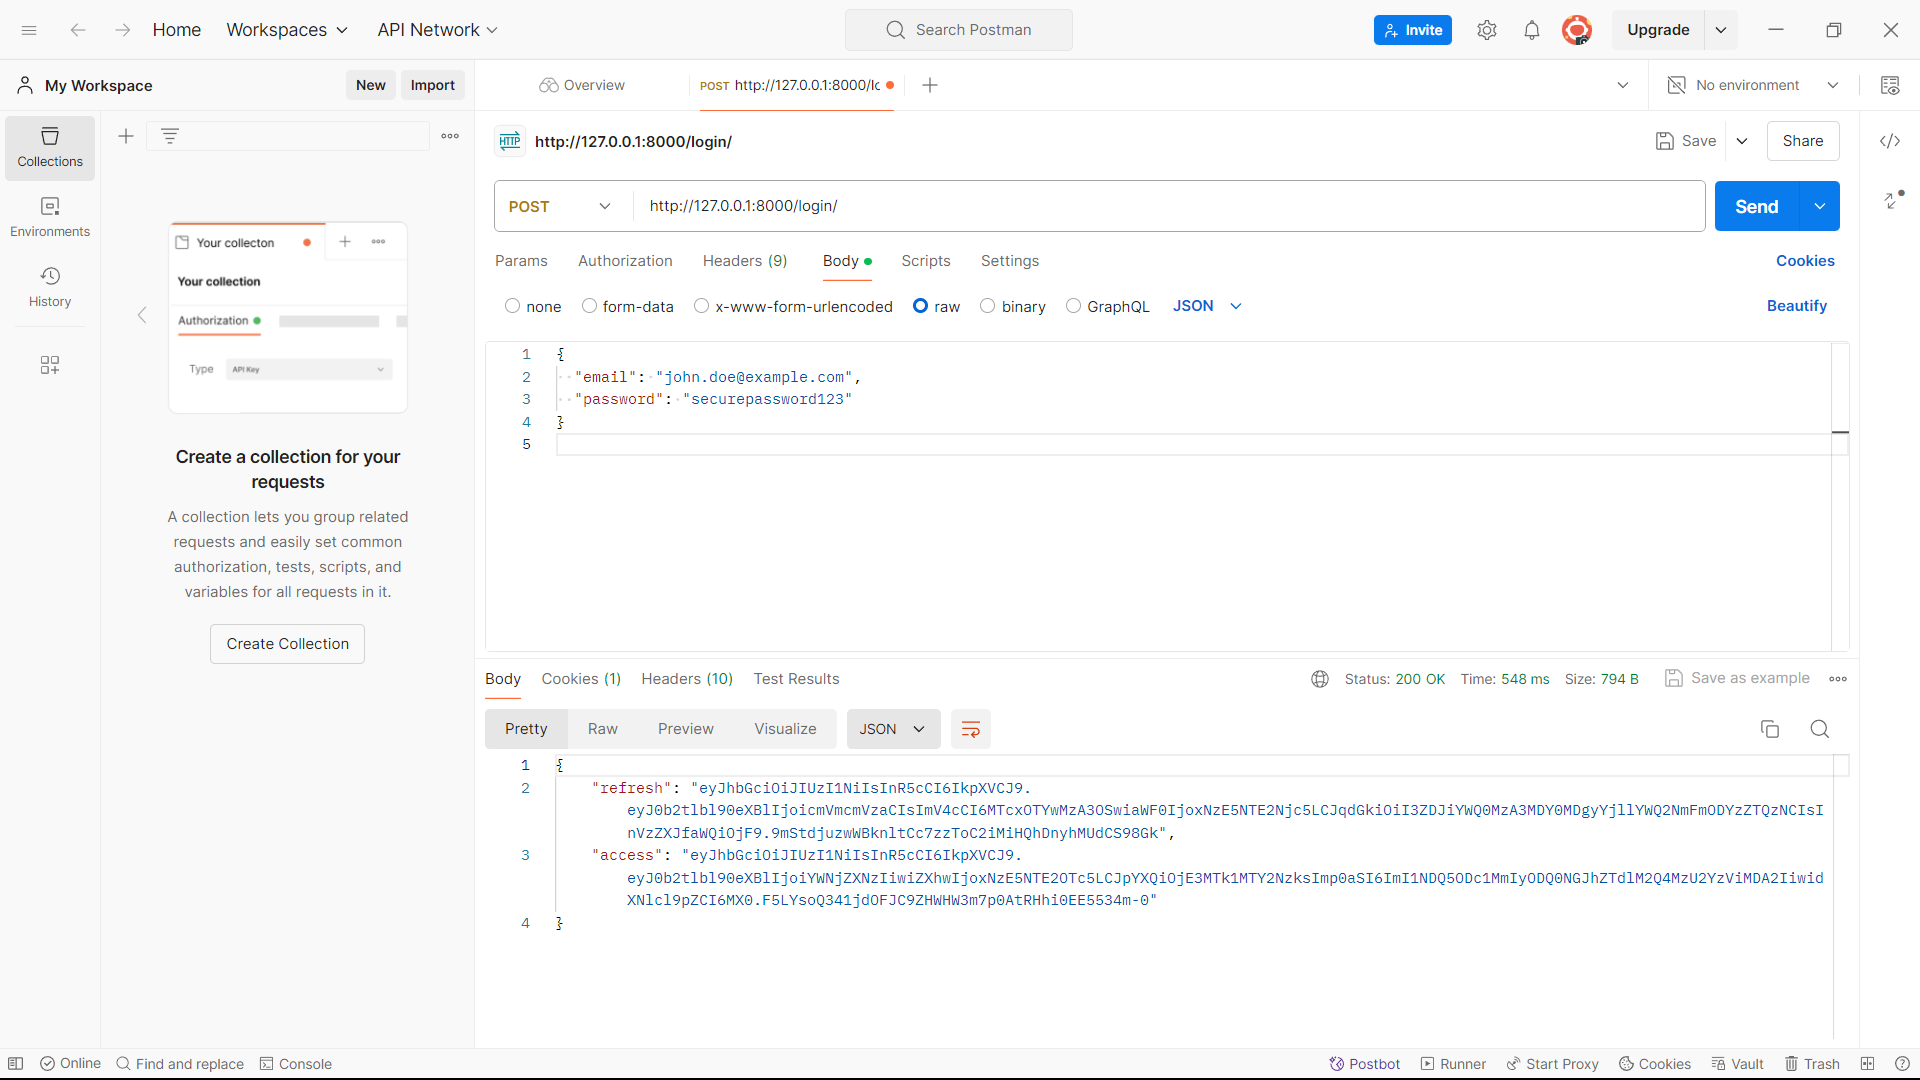 Home
Workspaces
API Network
Search Postman
Invite
Upgrade
My Workspace
New
Import
Overview
POST http://127.0.0.1:8000/lc
No environment
Collections
Environments
History
Your collecton
Your collection
Authorization
Type
API Key
Create a collection for your
requests
A collection lets you group related
requests and easily set common
authorization, tests, scripts, and
variables for all requests in it.
Create Collection
HTTP
http://127.0.0.1:8000/login/
Save
Share
POST
http://127.0.0.1:8000/login/
Send
Params
Authorization
Headers (9)
Body
Scripts
Settings
Cookies
none
form-data
x-www-form-urlencoded
raw
binary
GraphQL
JSON
Beautify
1 {
2 "email": "john.doe@example.com",
3 "password": "securepassword123"
4 }
5
Body
Cookies (1)
Headers (10)
Test Results
Status: 200 OK
Time: 548 ms
Size: 794 B
Save as example
Pretty
Raw
Preview
Visualize
JSON
1 {
2 "refresh": "eyJhbGciOiJIUzI1NiIsInR5cCI6IkpXVCJ9.
eyJ0b2tlbl90eXBlIjoicmVmcmVzaCIsImV4cCI6MTcxOTYwMzA3OSwiaWF0IjoxNzE5NTE2Njc5LCJqdGkiOiI3ZDJiYWQ0MzA3MDY0MDgyYjllYWQ2NmFmODYzZTQzNCIsI
nVzZXJfaWQiOjF9.9mStdjuzwWBknltCc7zzToC2iMiHQhDnyhMUdCS98Gk",
3 "access": "eyJhbGciOiJIUzI1NiIsInR5cCI6IkpXVCJ9.
eyJ0b2tlbl90eXBlIjoiYWNjZXNzIiwiZXhwIjoxNzE5NTE2OTc5LCJpYXQiOjE3MTk1MTY2NzksImp0aSI6ImI1NDQ5ODc1MmIyODQ0NGJhZTdlM2Q4MzU2YzViMDA2Iiwid
XNlcl9pZCI6MX0.F5LYsoQ341jdOFJC9ZHWHW3m7p0AtRHhi0EE5534m-0"
4 }
Online
Find and replace
Console
Postbot
Runner
Start Proxy
Cookies
Vault
Trash